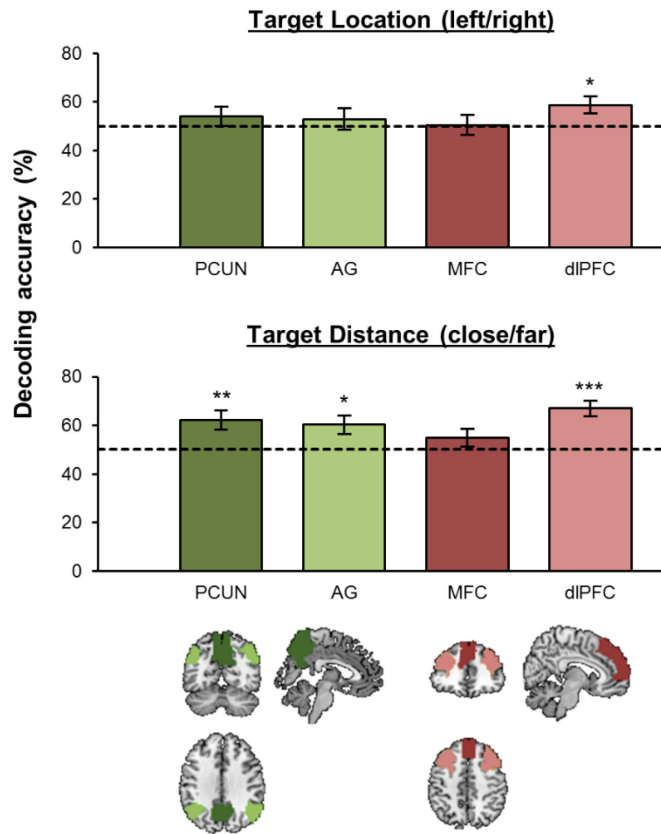 Target Location (left/right)
Decoding accuracy (%)
80
60
40
20
0
*
PCUN AG MFC dlPFC
Target Distance (close/far)
80
60
40
20
0
** * ***
PCUN AG MFC dlPFC